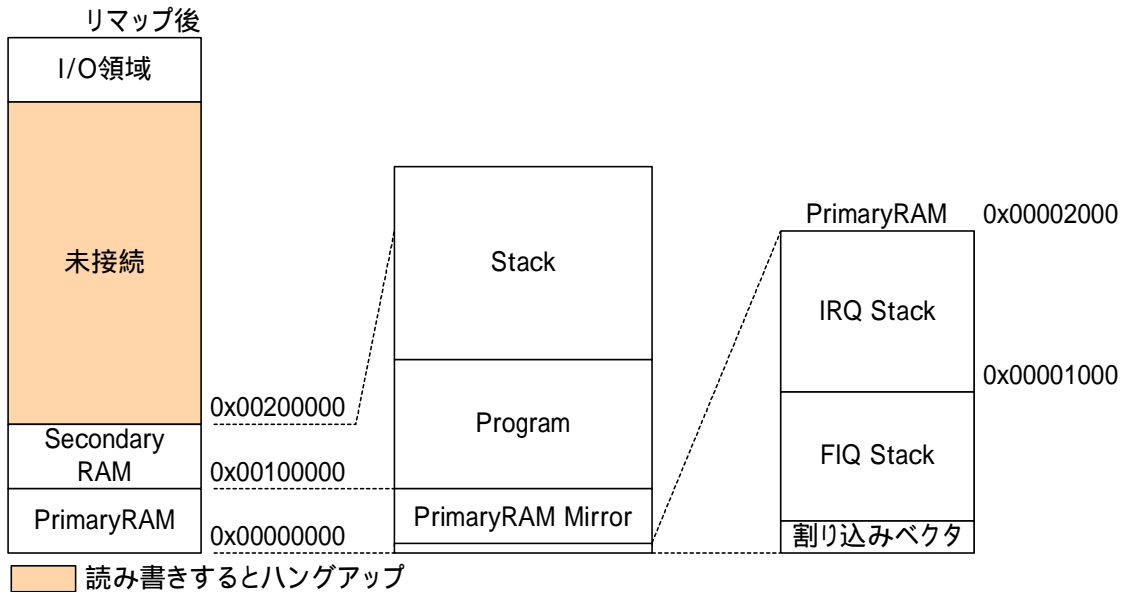 リマップ後
I/O領域
未接続
0x00200000
Secondary
RAM
0x00100000
PrimaryRAM
0x00000000
読み書きするとハングアップ
Stack
Program
PrimaryRAM Mirror
PrimaryRAM
0x00002000
IRQ Stack
0x00001000
FIQ Stack
割り込みベクタ